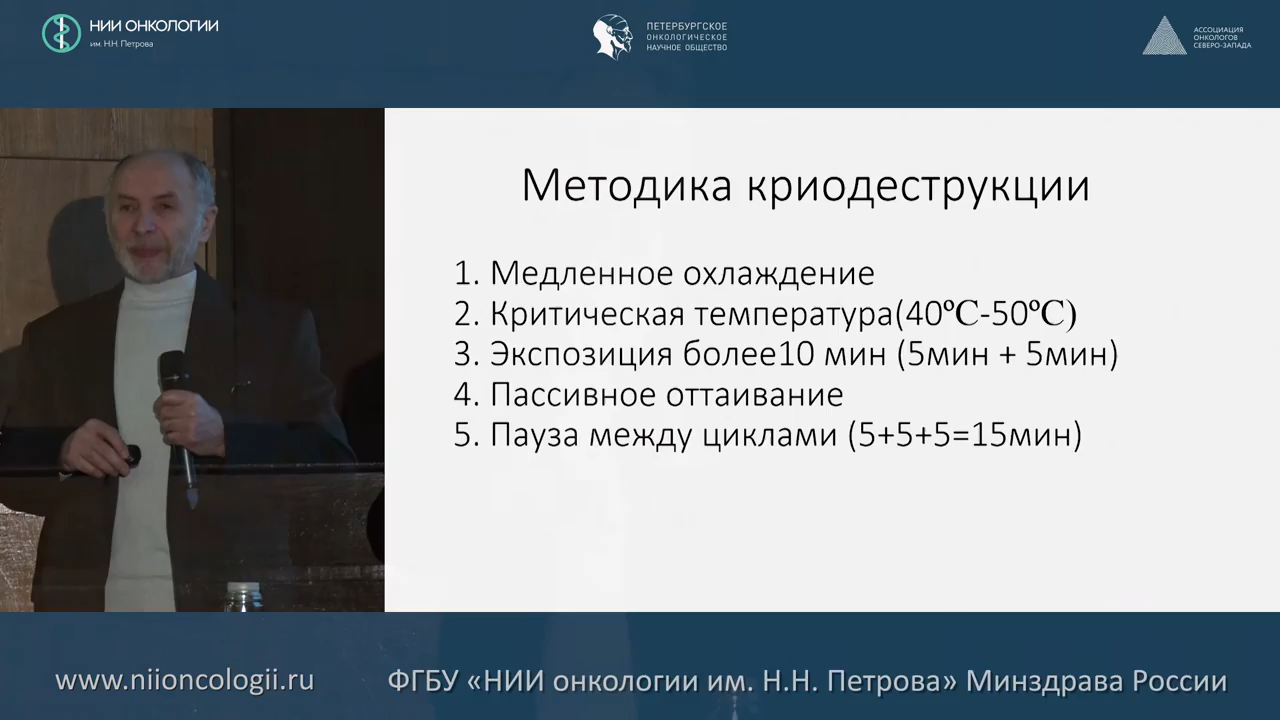 НИИ ОНКОЛОГИИ
им. Н.Н. Петрова
ПЕТЕРБУРГСКОЕ
ОНКОЛОГИЧЕСКОЕ
НАУЧНОЕ ОБЩЕСТВО
АССОЦИАЦИЯ
ОНКОЛОГОВ
СЕВЕРО-ЗАПАДА
Методика криодеструкции
1. Медленное охлаждение
2. Критическая температура(40ºС-50ºС)
3. Экспозиция более10 мин (5мин + 5мин)
4. Пассивное оттаивание
5. Пауза между циклами (5+5+5=15мин)
www.niioncologii.ru
ФГБУ «НИИ онкологии им. Н.Н. Петрова» Минздрава России